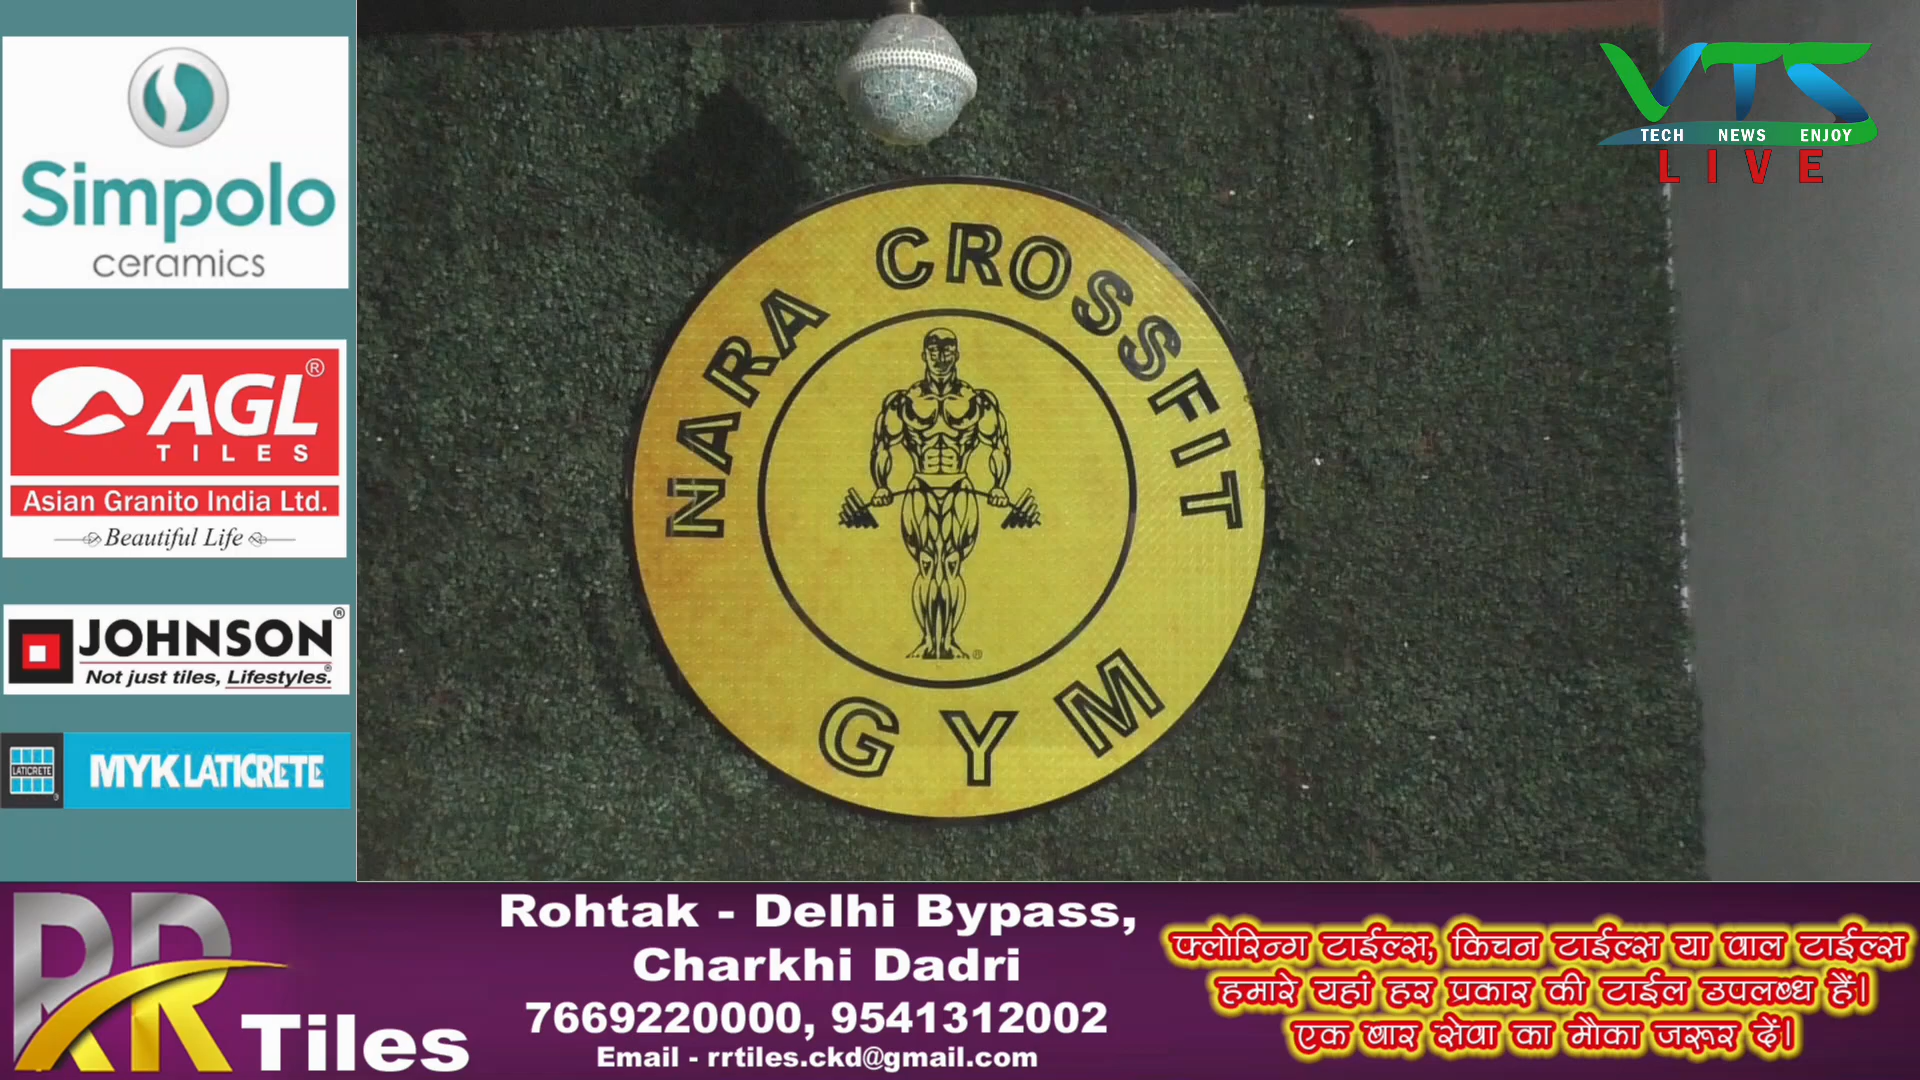 Simpolo
ceramics
AGL®
TILES
Asian Granito India Ltd.
Beautiful Life
JOHNSON®
Not just tiles, Lifestyles.®
LATICRETE
MYK LATICRETE
VTS
TECH NEWS ENJOY
LIVE
NARA CROSSFIT
GYM
®
RR
Tiles
Rohtak - Delhi Bypass,
Charkhi Dadri
7669220000, 9541312002
Email - rrtiles.ckd@gmail.com
फ्लोरिन्ग टाईल्स, किचन टाईल्स या वाल टाईल्स
हमारे यहां हर प्रकार की टाईल उपलब्ध हैं।
एक बार सेवा का मौका जरूर दें।